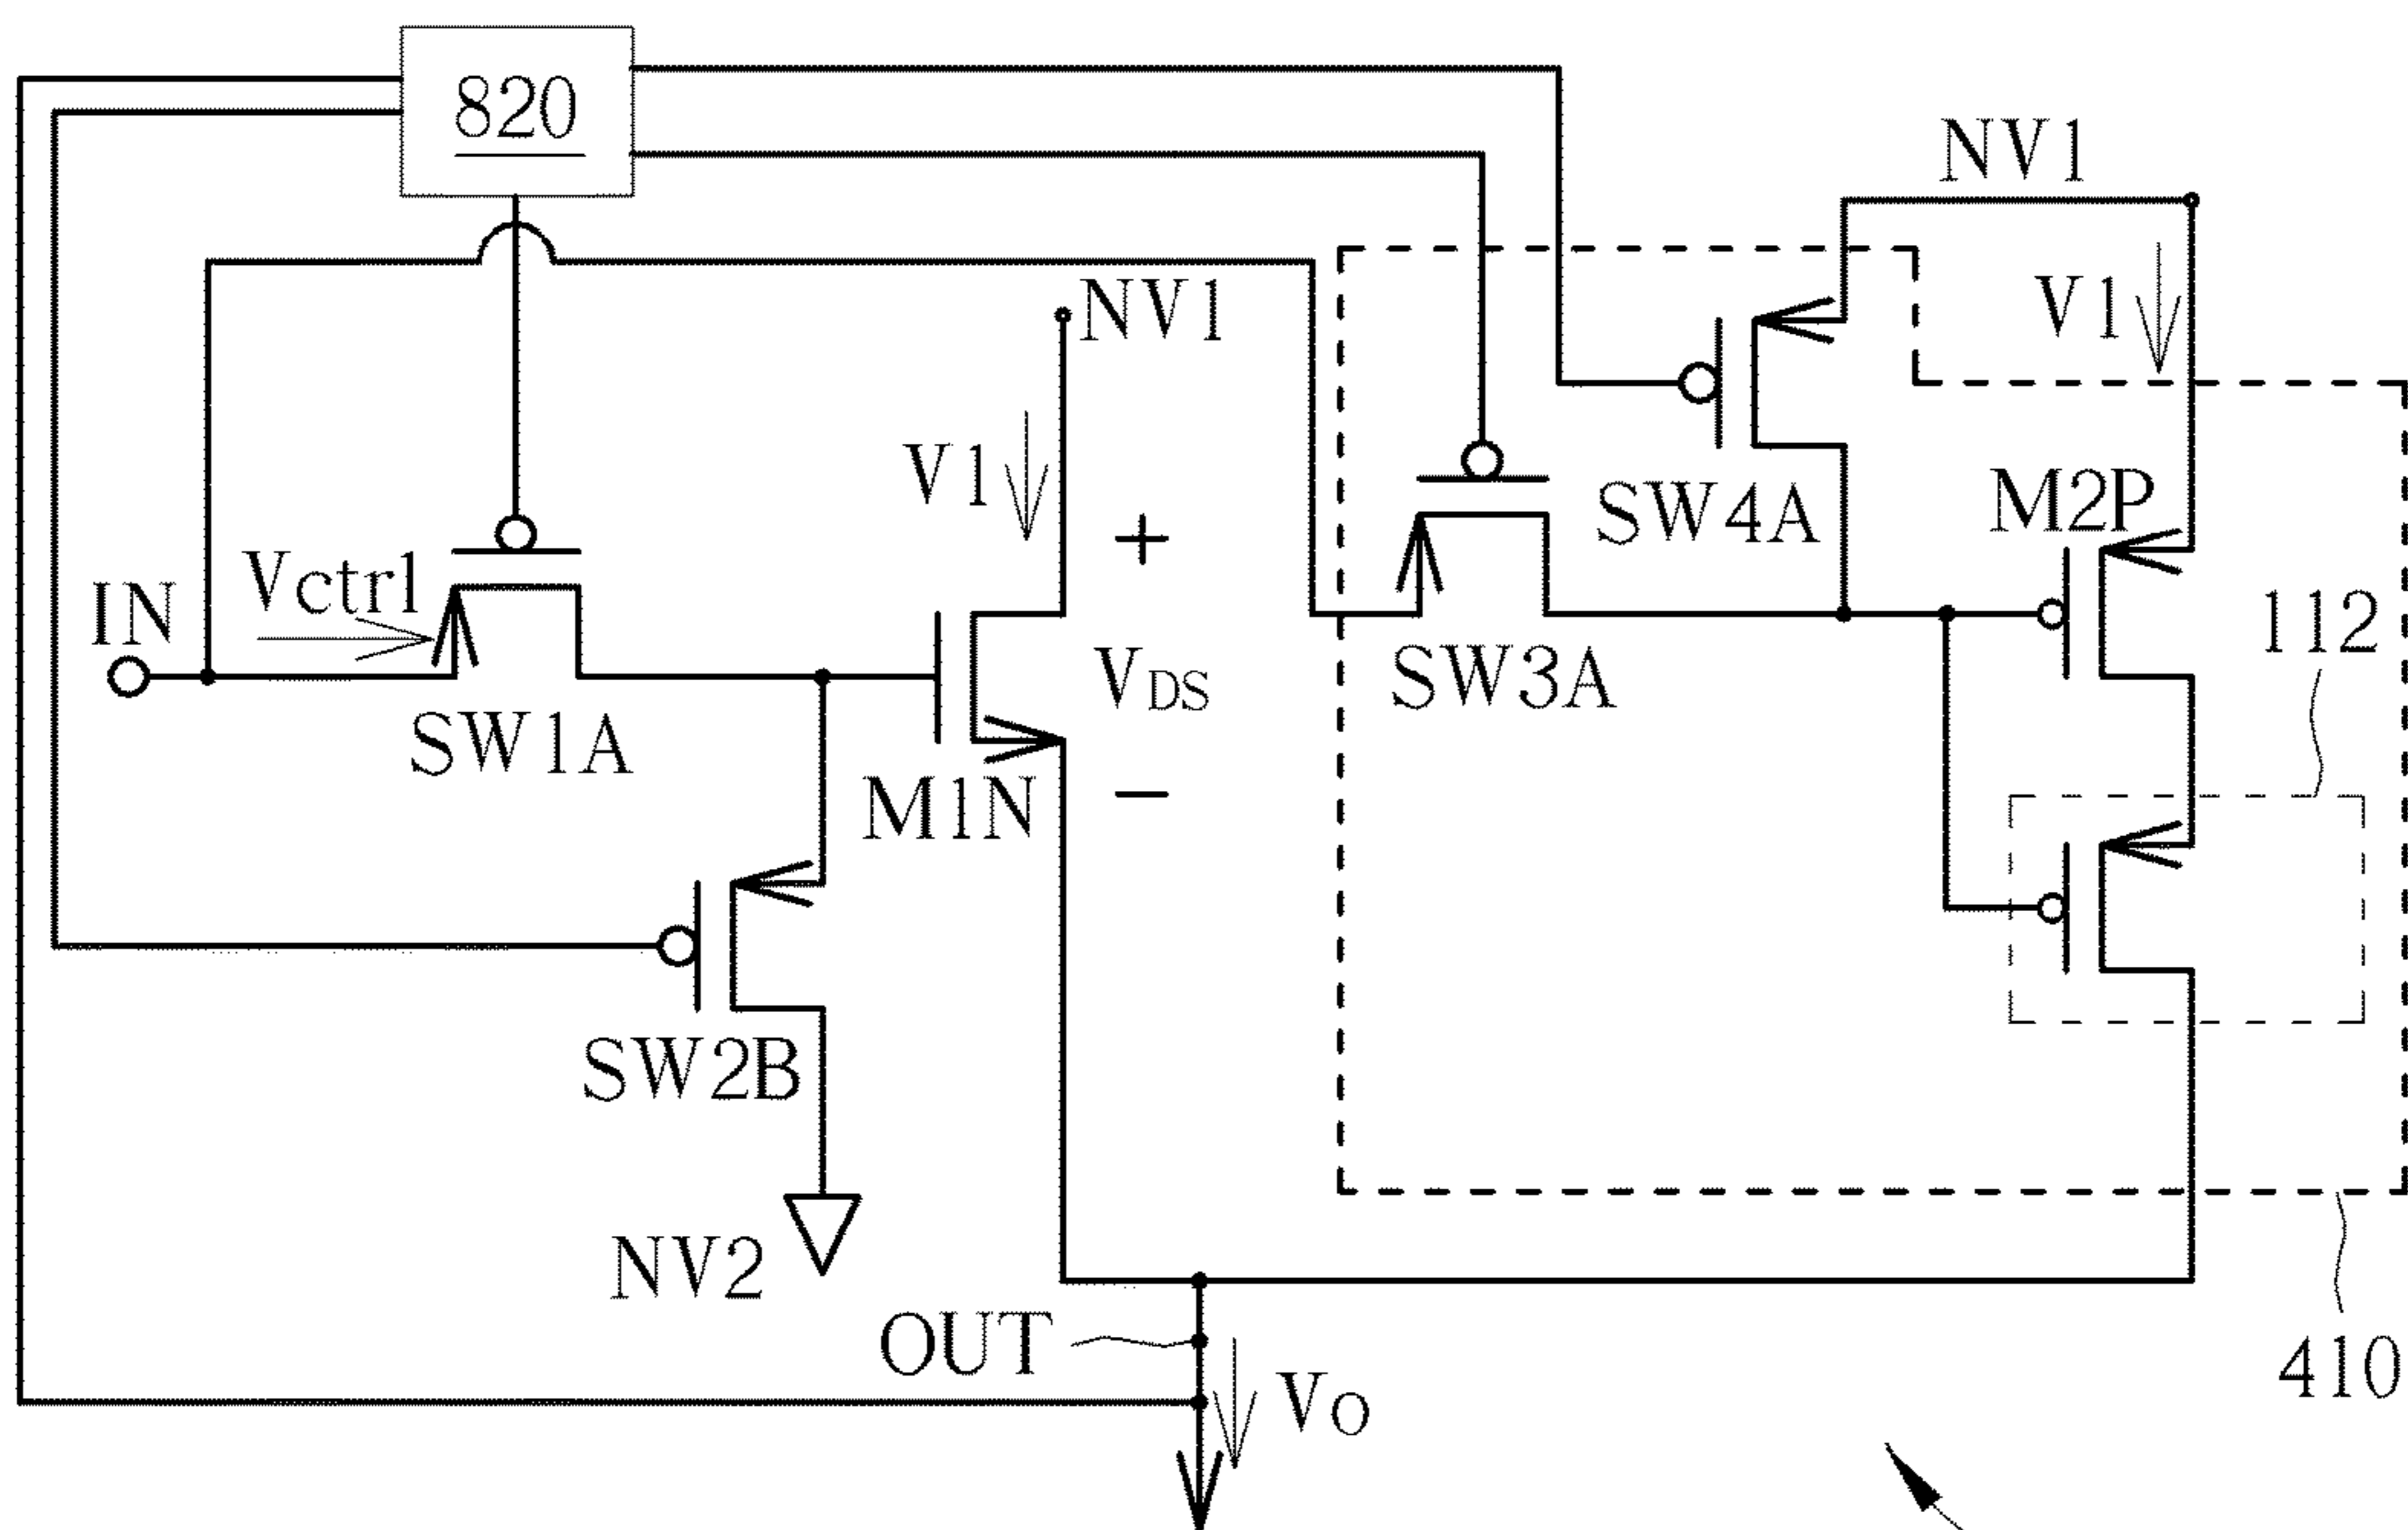 820
NV1
NV1
V1
V1
M2P
SW4A
Vctrl
IN
112
+
VDS
SW3A
SW1A
M1N
−
SW2B
NV2
OUT
VO
410